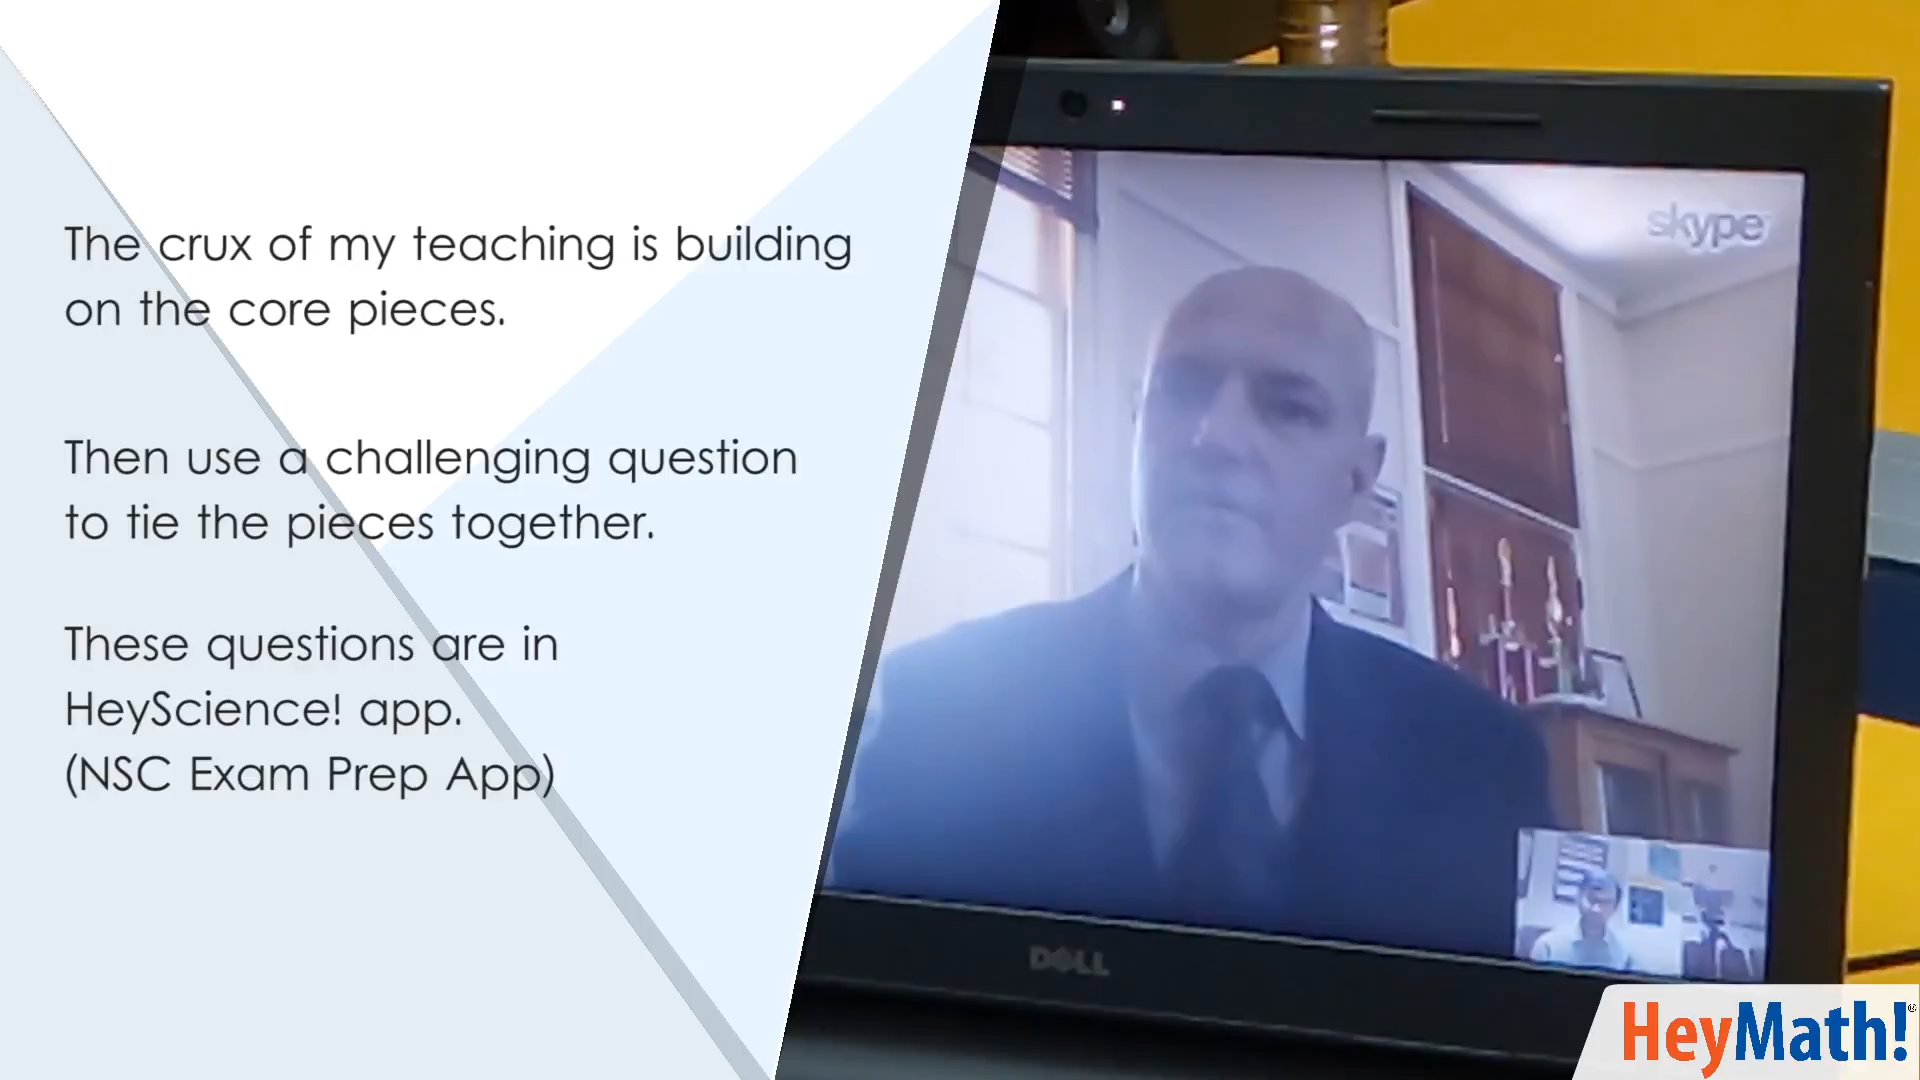 The crux of my teaching is building
on the core pieces.
Then use a challenging question
to tie the pieces together.
These questions are in
HeyScience! app.
(NSC Exam Prep App)
skype
DELL
HeyMath!®